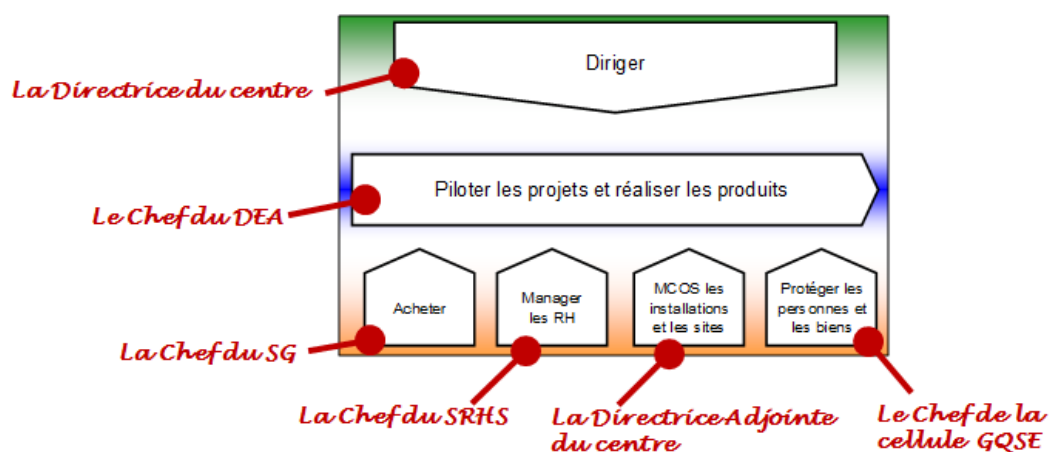 Diriger
La Directrice du centre
Piloter les projets et réaliser les produits
Le Chef du DEA
Acheter
Manager
les RH
MCOS les
installations
et les sites
Protéger les
personnes et
les biens
La Chef du SG
La Chef du SRHS
La Directrice Adjointe
du centre
Le Chef de la
cellule GQSE